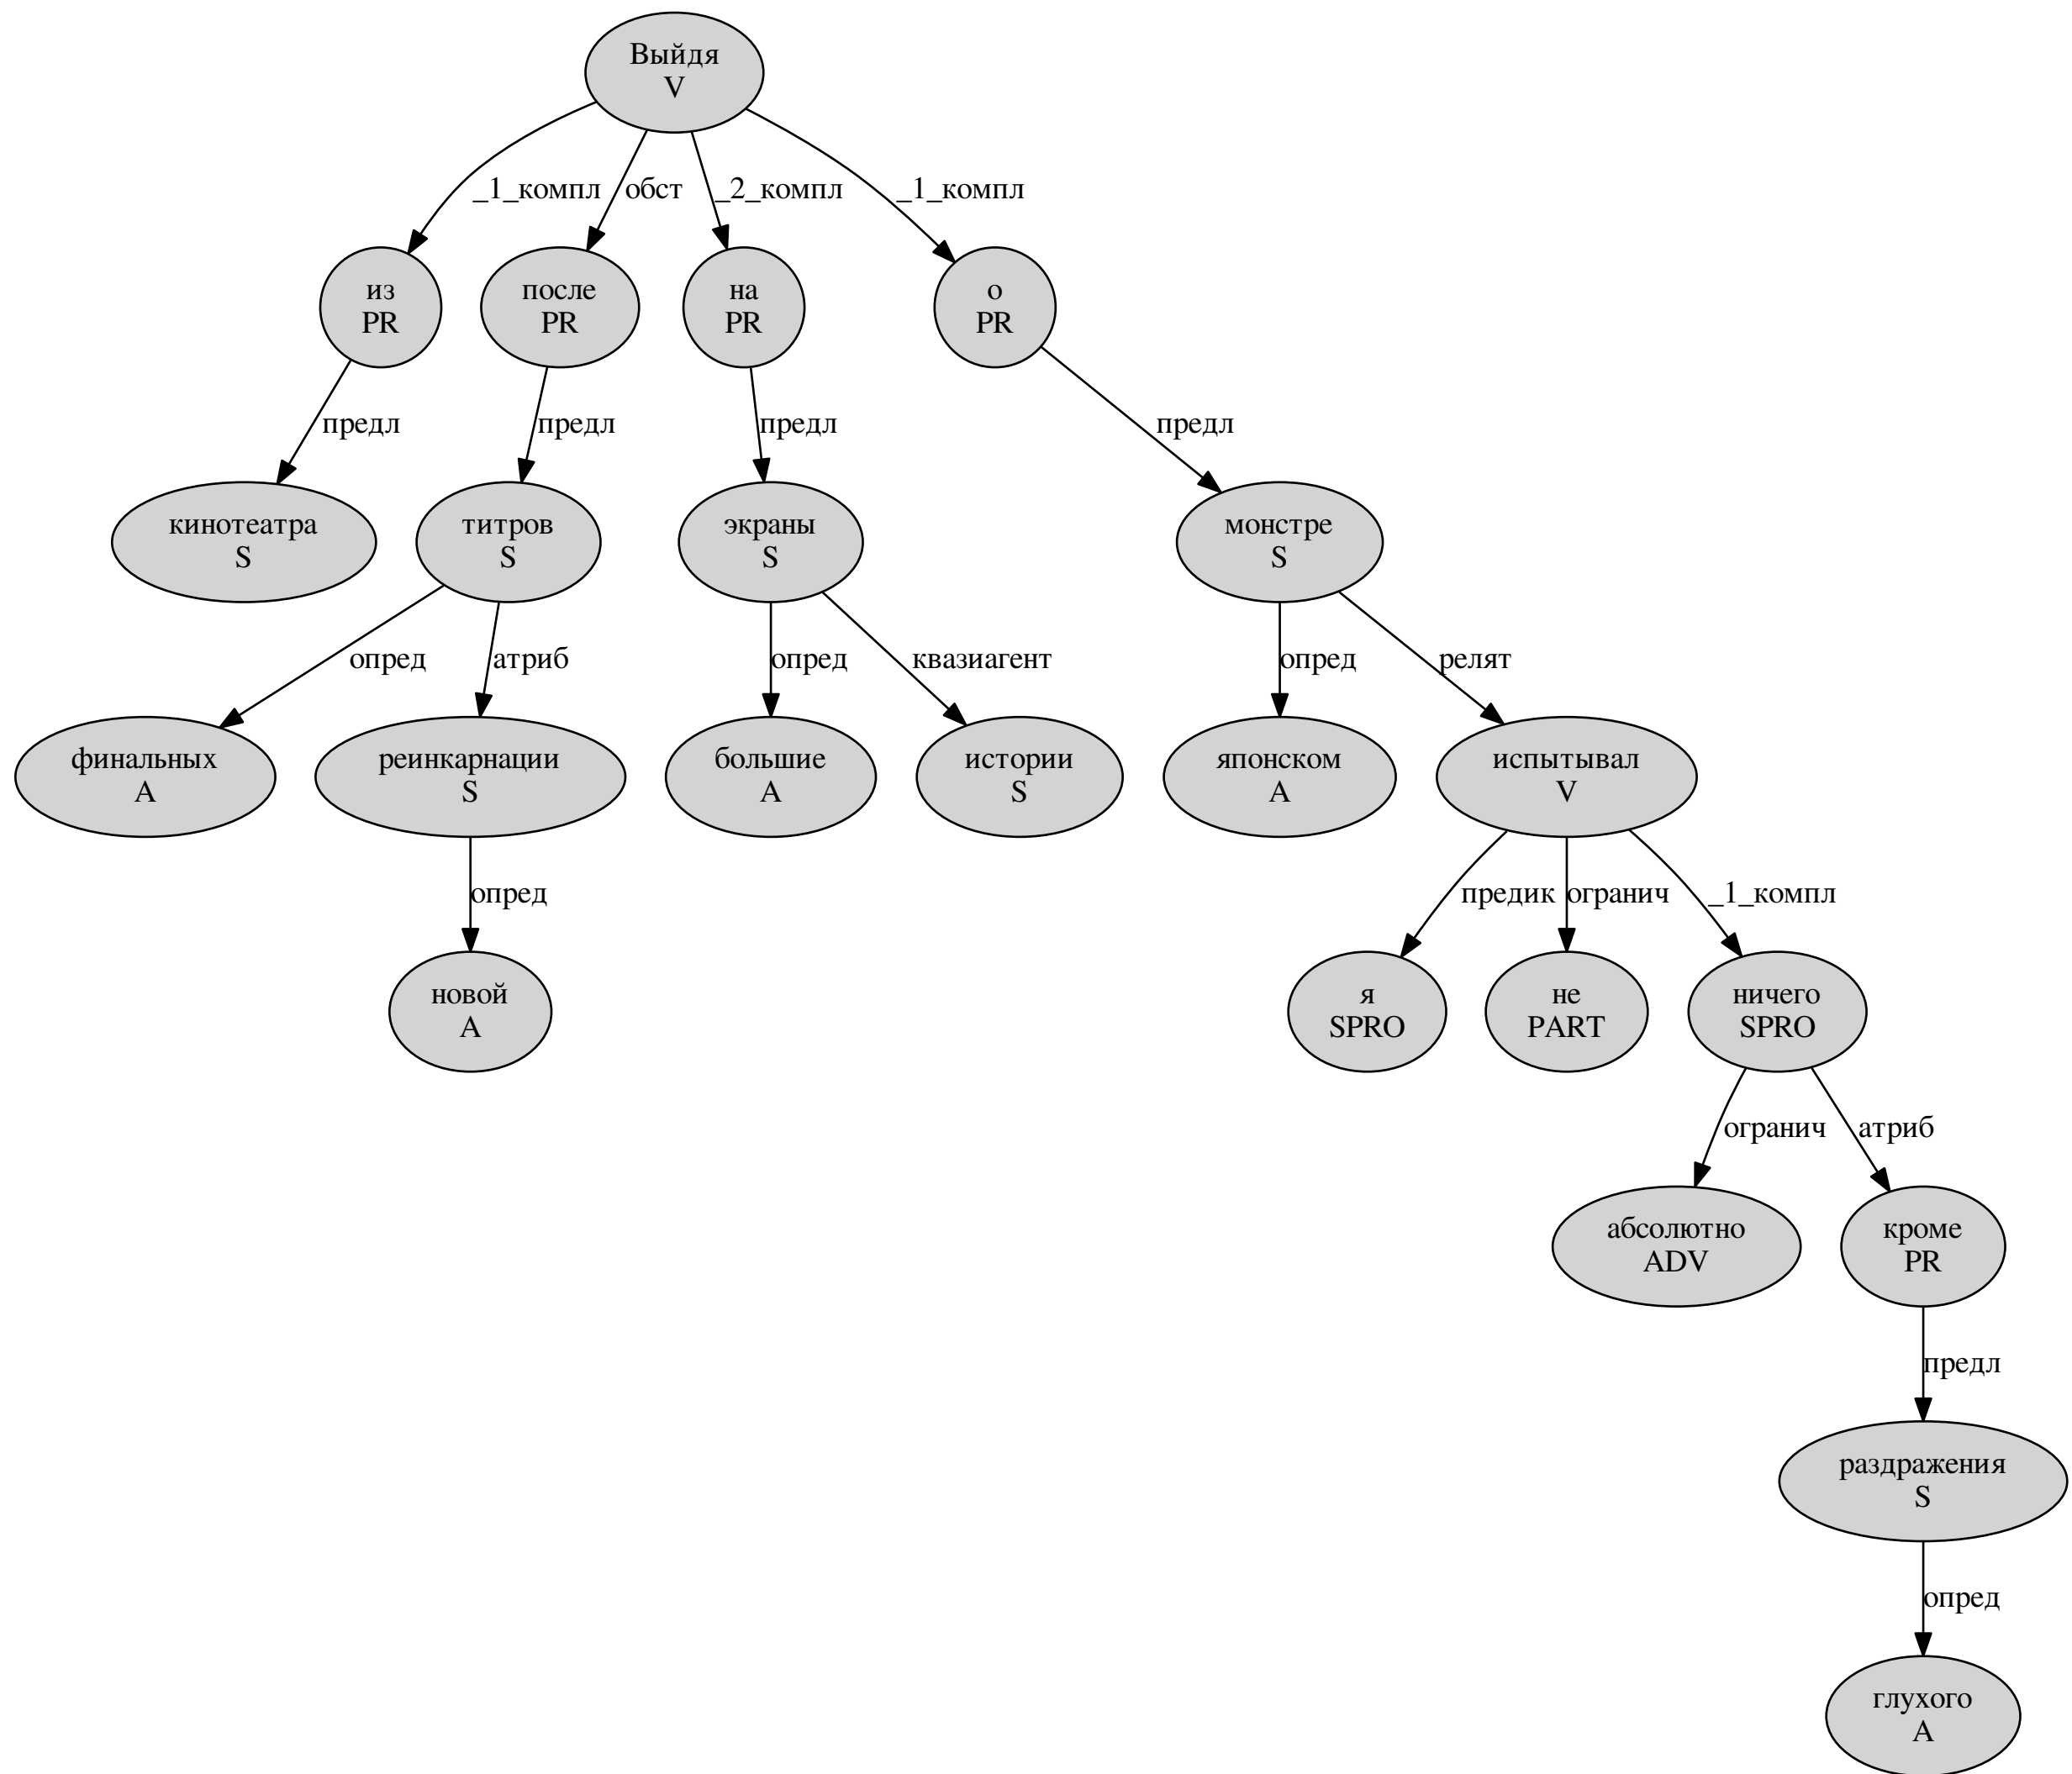 Выйдя
V
_1_компл
обст
_2_компл
_1_компл
из
PR
после
PR
на
PR
о
PR
предл
предл
предл
предл
кинотеатра
S
титров
S
экраны
S
монстре
S
опред
атриб
опред
квазиагент
опред
релят
финальных
A
реинкарнации
S
большие
A
истории
S
японском
A
испытывал
V
опред
предик
огранич
_1_компл
новой
A
я
SPRO
не
PART
ничего
SPRO
огранич
атриб
абсолютно
ADV
кроме
PR
предл
раздражения
S
опред
глухого
A